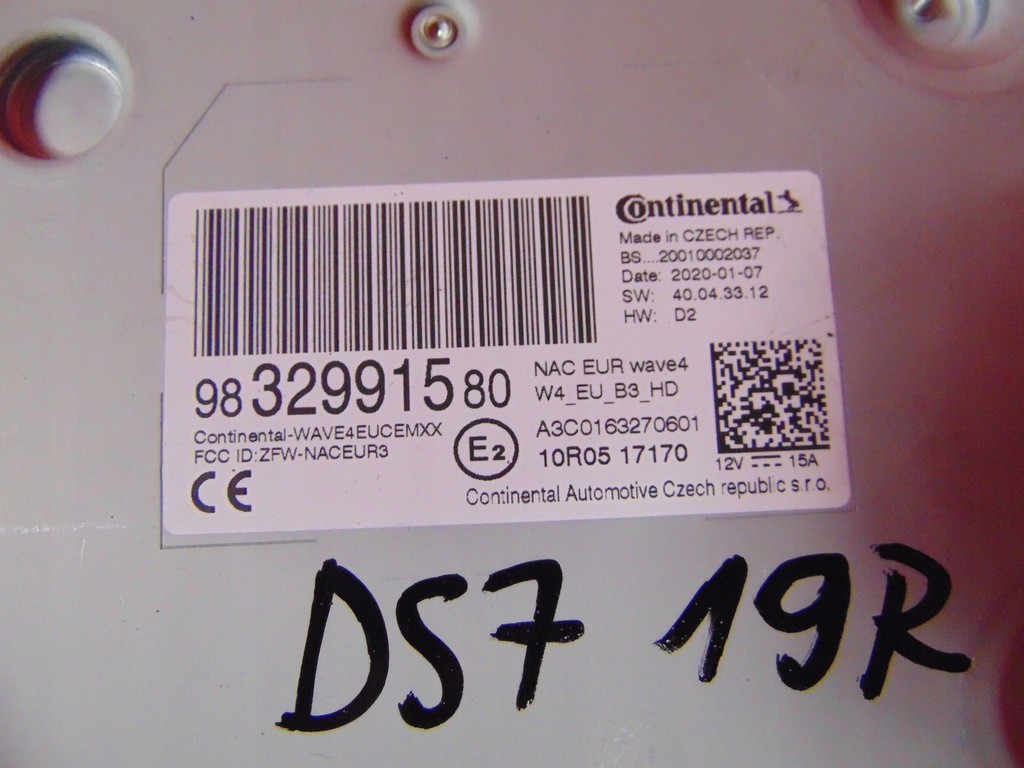 Continental
Made in CZECH REP.
BS....20010002037
Date: 2020-01-07
SW: 40.04.33.12
HW: D2
98 329915 80
NAC EUR wave4
W4_EU_B3_HD
Continental-WAVE4EUCEMXX
FCC ID:ZFW-NACEUR3
E2
A3C0163270601
10R05 17170
12V 15A
CE
Continental Automotive Czech republic s.r.o.
DS7 19R